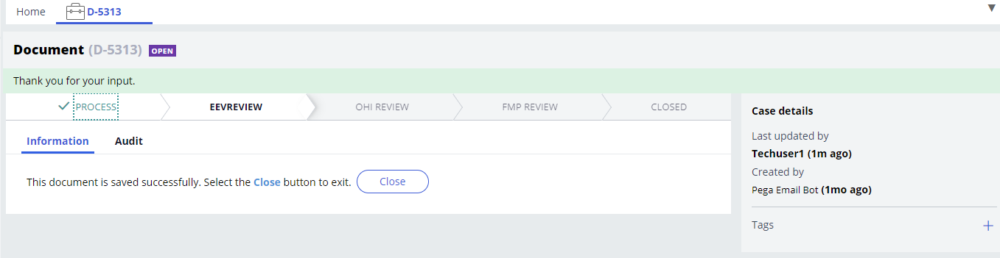 Home D-5313
Document (D-5313) OPEN
Thank you for your input.
PROCESS EEVREVIEW OHI REVIEW FMP REVIEW CLOSED
Information Audit
This document is saved successfully. Select the Close button to exit. Close
Case details
Last updated by
Techuser1 (1m ago)
Created by
Pega Email Bot (1mo ago)
Tags